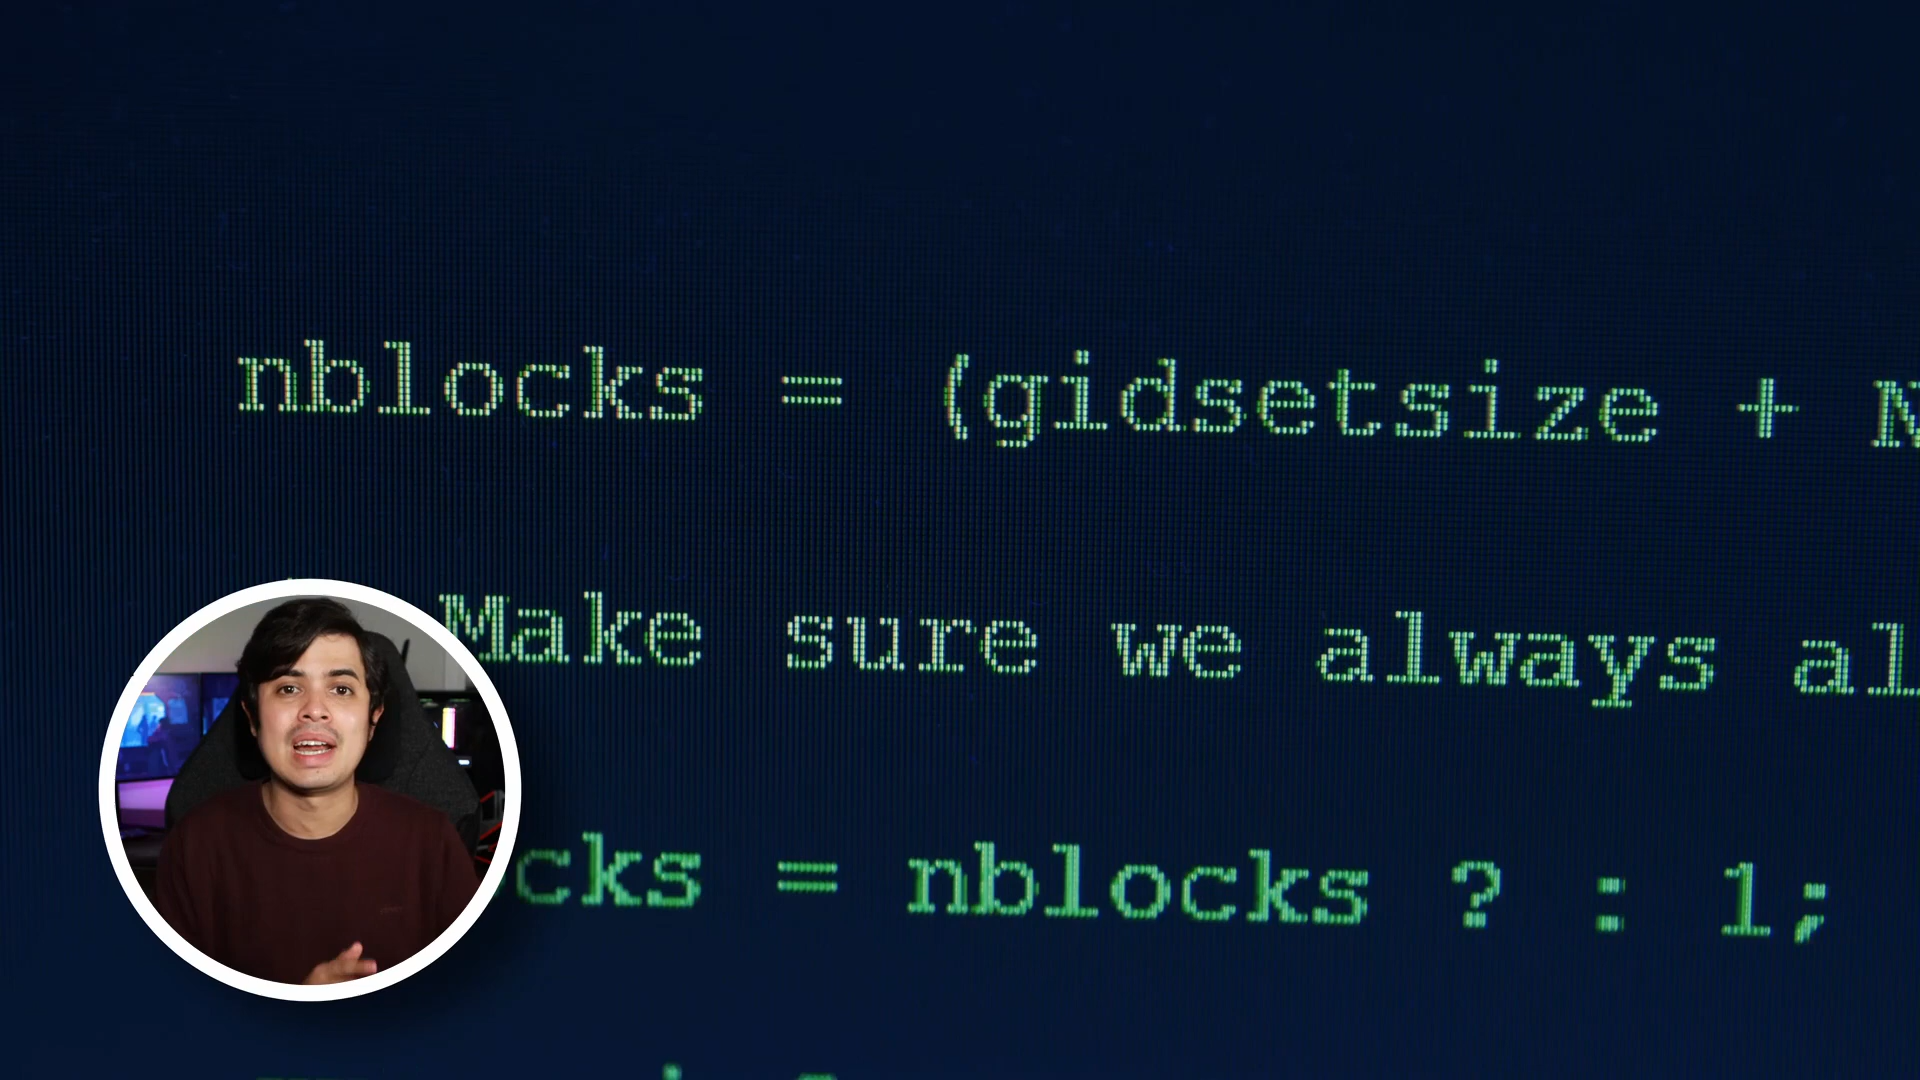 nblocks = (gidsetsize + N
Make sure we always al
cks = nblocks ? : 1;